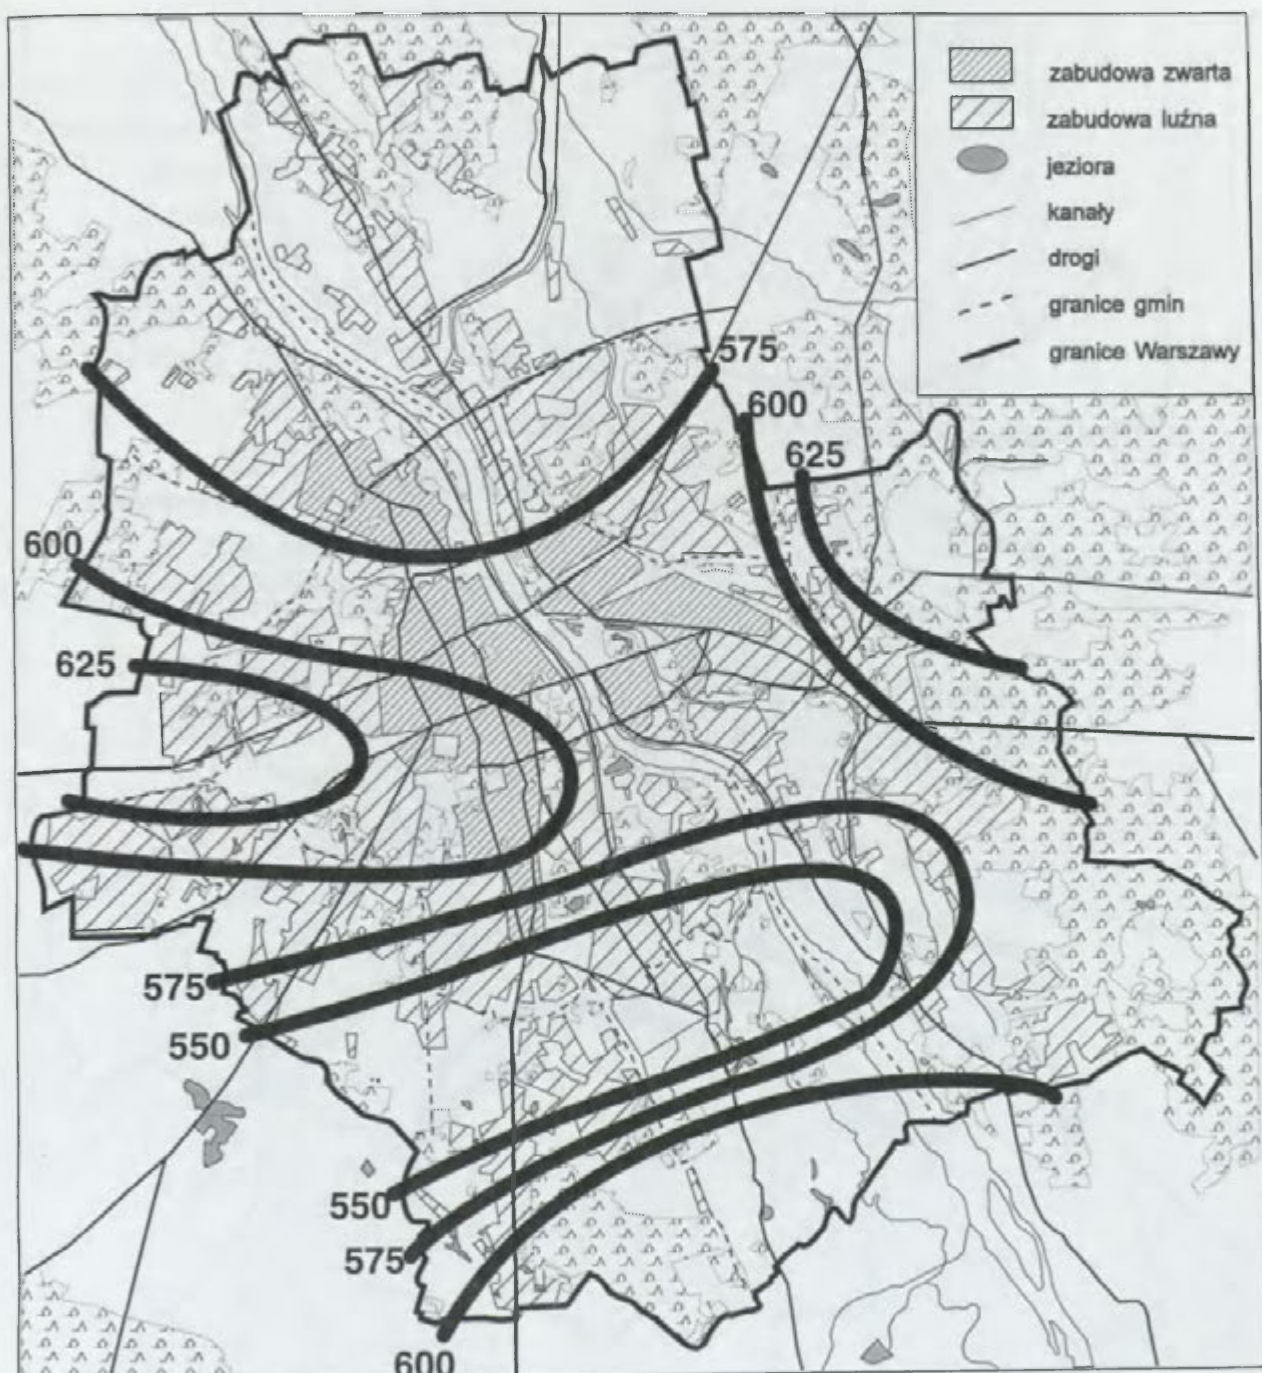 zabudowa zwarta
zabudowa luźna
jeziora
kanały
drogi
granice gmin
granice Warszawy
575
600
625
600
625
575
550
550
575
600